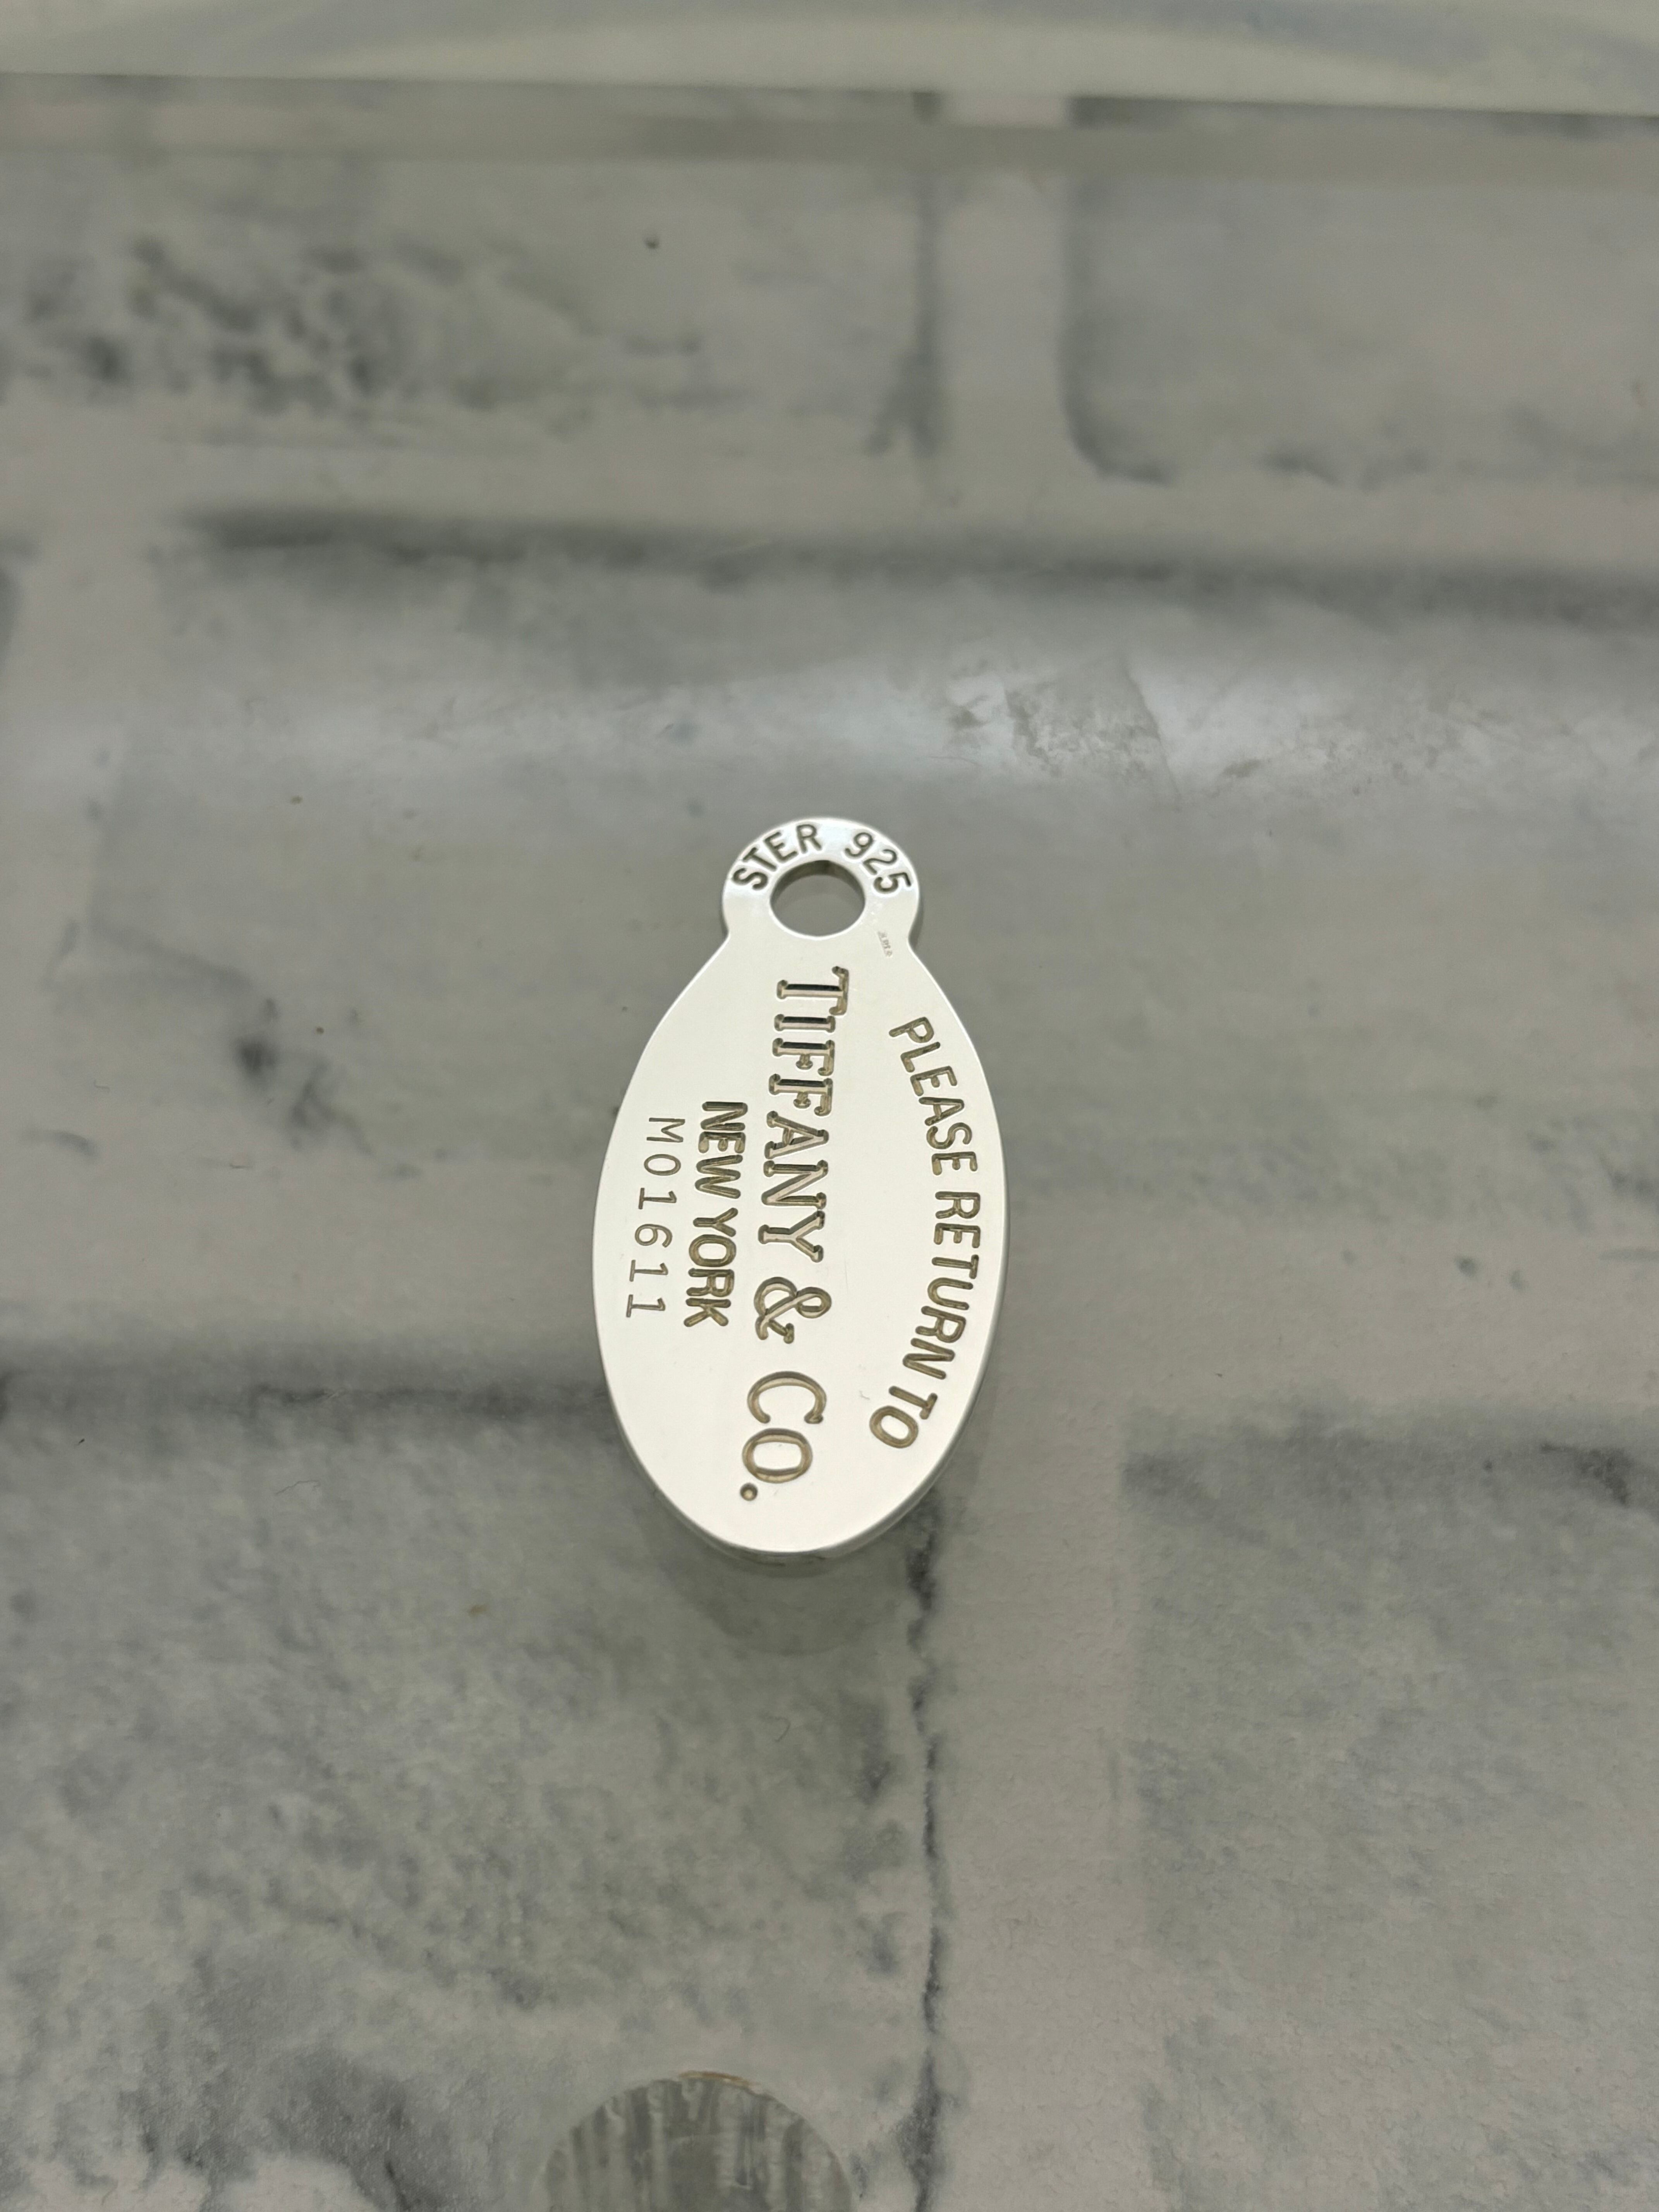 STER 925
PLEASE RETURN TO
TIFFANY & CO.
NEW YORK
M01611